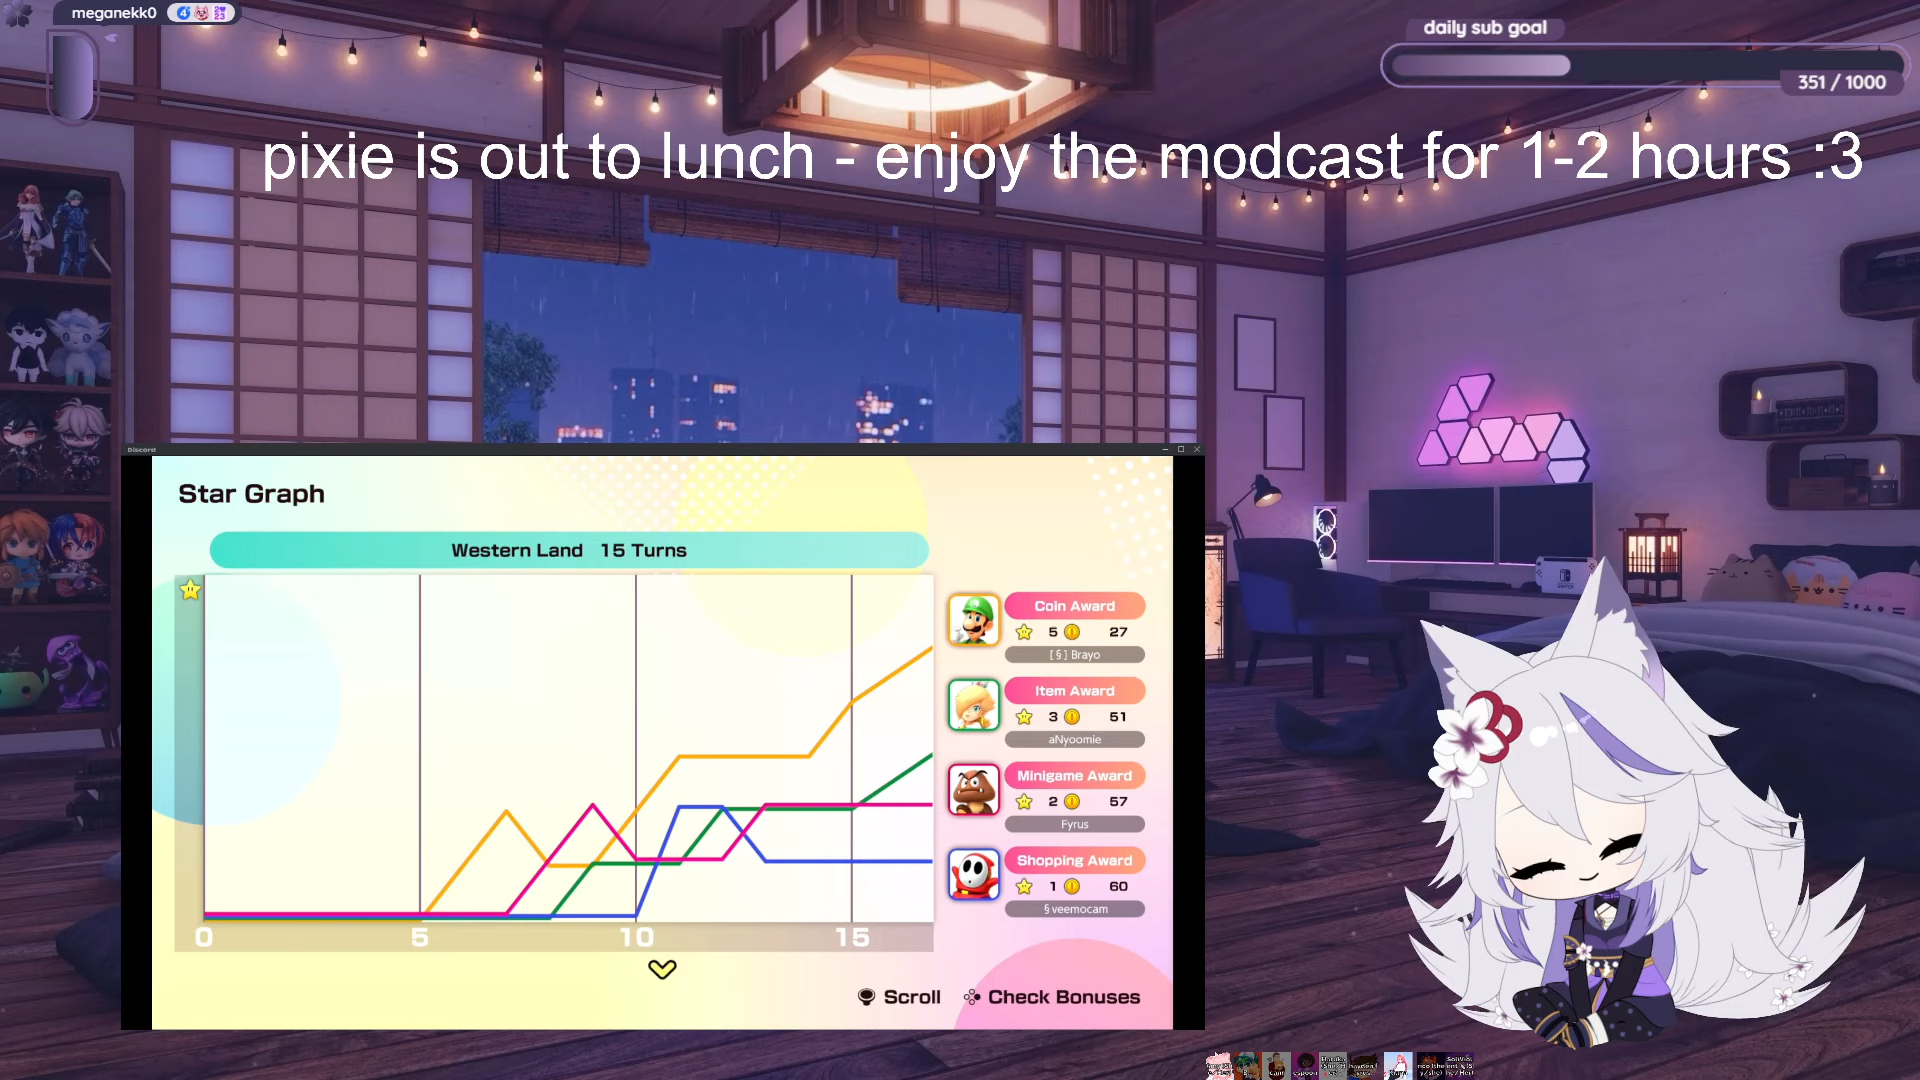 meganekk0
daily sub goal
351 / 1000
pixie is out to lunch - enjoy the modcast for 1-2 hours :3
Discord
Star Graph
Western Land 15 Turns
Coin Award
5 27
[§] Brayo
Item Award
3 51
aNyoomie
Minigame Award
2 57
Fyrus
Shopping Award
1 60
§ veemocam
0 5 10 15
Scroll Check Bonuses